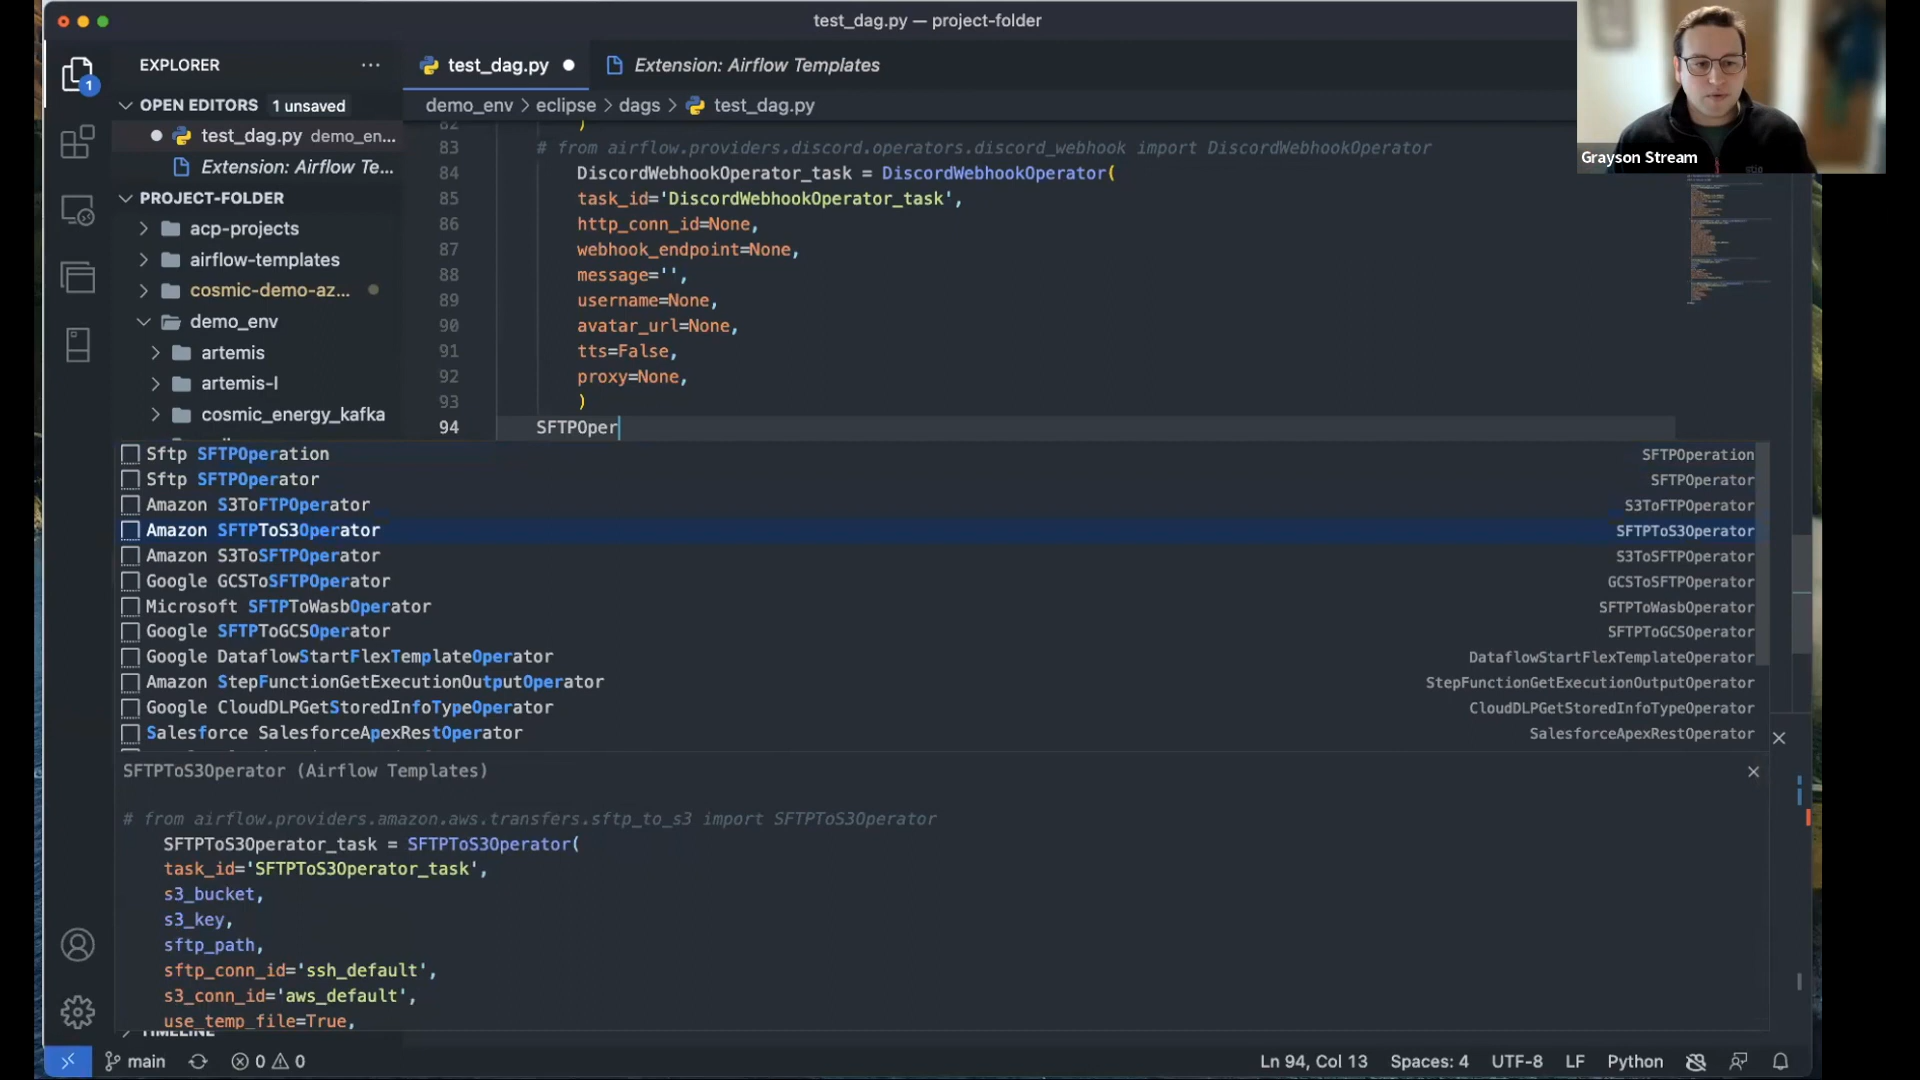 test_dag.py — project-folder
Grayson Stream
EXPLORER
···
test_dag.py
Extension: Airflow Templates
1
OPEN EDITORS 1 unsaved
test_dag.py demo_en...
Extension: Airflow Te...
PROJECT-FOLDER
acp-projects
airflow-templates
cosmic-demo-az...
demo_env
artemis
artemis-l
cosmic_energy_kafka
demo_env > eclipse > dags > test_dag.py
82 )
83 # from airflow.providers.discord.operators.discord_webhook import DiscordWebhookOperator
84 DiscordWebhookOperator_task = DiscordWebhookOperator(
85 task_id='DiscordWebhookOperator_task',
86 http_conn_id=None,
87 webhook_endpoint=None,
88 message='',
89 username=None,
90 avatar_url=None,
91 tts=False,
92 proxy=None,
93 )
94 SFTPOper
Sftp SFTPOperation SFTPOperation
Sftp SFTPOperator SFTPOperator
Amazon S3ToFTPOperator S3ToFTPOperator
Amazon SFTPToS3Operator SFTPToS3Operator
Amazon S3ToSFTPOperator S3ToSFTPOperator
Google GCSToSFTPOperator GCSToSFTPOperator
Microsoft SFTPToWasbOperator SFTPToWasbOperator
Google SFTPToGCSOperator SFTPToGCSOperator
Google DataflowStartFlexTemplateOperator DataflowStartFlexTemplateOperator
Amazon StepFunctionGetExecutionOutputOperator StepFunctionGetExecutionOutputOperator
Google CloudDLPGetStoredInfoTypeOperator CloudDLPGetStoredInfoTypeOperator
Salesforce SalesforceApexRestOperator SalesforceApexRestOperator
SFTPToS3Operator (Airflow Templates)
# from airflow.providers.amazon.aws.transfers.sftp_to_s3 import SFTPToS3Operator
SFTPToS3Operator_task = SFTPToS3Operator(
task_id='SFTPToS3Operator_task',
s3_bucket,
s3_key,
sftp_path,
sftp_conn_id='ssh_default',
s3_conn_id='aws_default',
use_temp_file=True,
TIMELINE
main 0 0 Ln 94, Col 13 Spaces: 4 UTF-8 LF Python